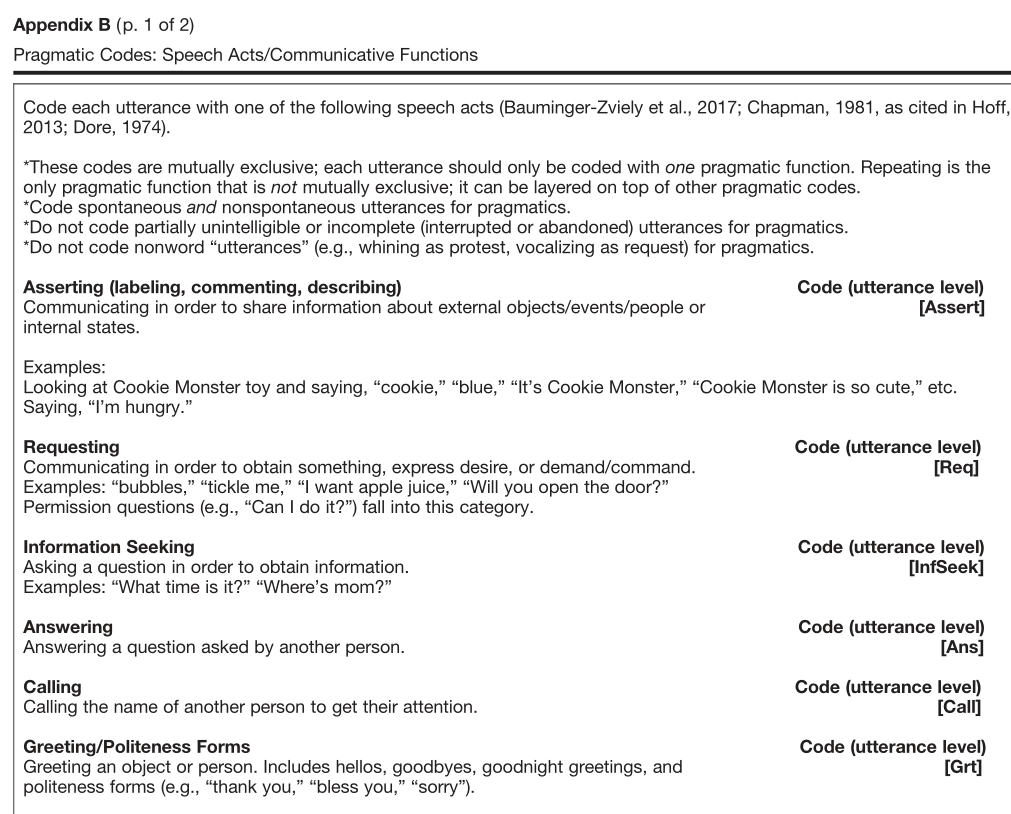 Appendix B (p. 1 of 2)
Pragmatic Codes: Speech Acts/Communicative Functions
Code each utterance with one of the following speech acts (Bauminger-Zviely et al., 2017; Chapman, 1981, as cited in Hoff,
2013; Dore, 1974).
*These codes are mutually exclusive; each utterance should only be coded with one pragmatic function. Repeating is the
only pragmatic function that is not mutually exclusive; it can be layered on top of other pragmatic codes.
*Code spontaneous and nonspontaneous utterances for pragmatics.
*Do not code partially unintelligible or incomplete (interrupted or abandoned) utterances for pragmatics.
*Do not code nonword “utterances” (e.g., whining as protest, vocalizing as request) for pragmatics.
Asserting (labeling, commenting, describing) Code (utterance level)
Communicating in order to share information about external objects/events/people or [Assert]
internal states.
Examples:
Looking at Cookie Monster toy and saying, “cookie,” “blue,” “It’s Cookie Monster,” “Cookie Monster is so cute,” etc.
Saying, “I’m hungry.”
Requesting Code (utterance level)
Communicating in order to obtain something, express desire, or demand/command. [Req]
Examples: “bubbles,” “tickle me,” “I want apple juice,” “Will you open the door?”
Permission questions (e.g., “Can I do it?”) fall into this category.
Information Seeking Code (utterance level)
Asking a question in order to obtain information. [InfSeek]
Examples: “What time is it?” “Where’s mom?”
Answering Code (utterance level)
Answering a question asked by another person. [Ans]
Calling Code (utterance level)
Calling the name of another person to get their attention. [Call]
Greeting/Politeness Forms Code (utterance level)
Greeting an object or person. Includes hellos, goodbyes, goodnight greetings, and [Grt]
politeness forms (e.g., “thank you,” “bless you,” “sorry”).